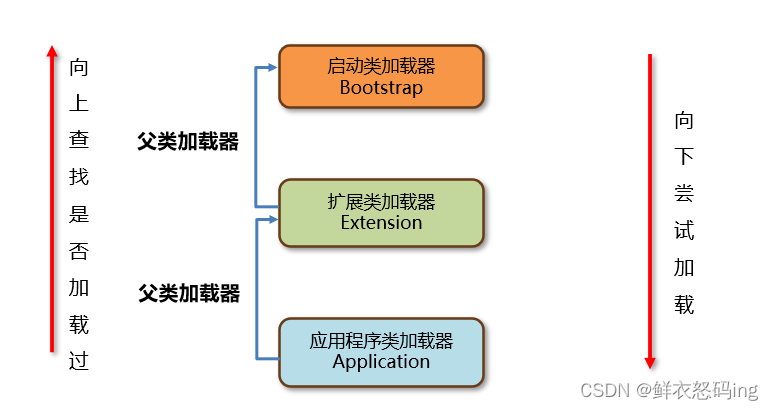 向上查找是否加载过
启动类加载器
Bootstrap
父类加载器
扩展类加载器
Extension
父类加载器
应用程序类加载器
Application
向下尝试加载
CSDN @鲜衣怒码ing